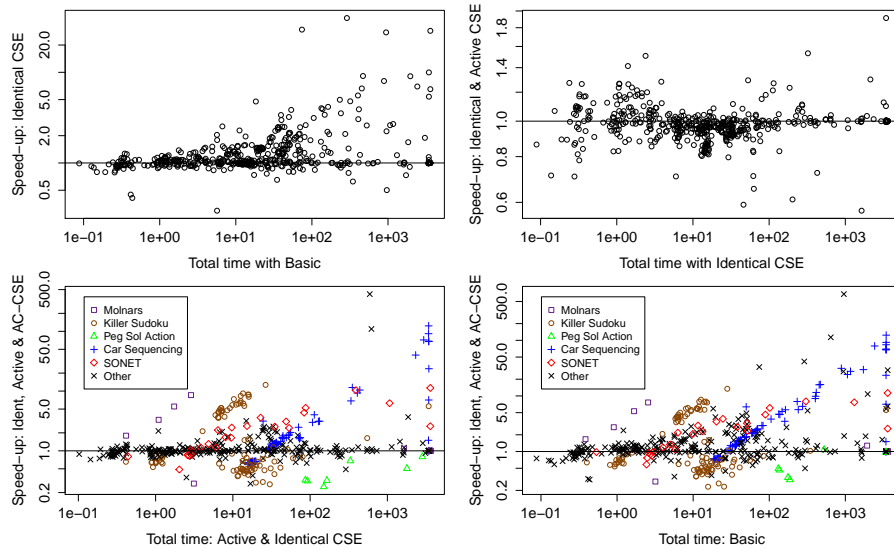 Speed−up: Identical CSE
0.5 1.0 2.0 5.0 20.0
1e−01 1e+00 1e+01 1e+02 1e+03
Total time with Basic
Speed−up: Identical & Active CSE
0.6 0.8 1.0 1.4 1.8
1e−01 1e+00 1e+01 1e+02 1e+03
Total time with Identical CSE
Speed−up: Ident, Active & AC−CSE
0.2 1.0 5.0 50.0 500.0
Molnars
Killer Sudoku
Peg Sol Action
Car Sequencing
SONET
Other
1e−01 1e+00 1e+01 1e+02 1e+03
Total time: Active & Identical CSE
Speed−up: Ident, Active & AC−CSE
0.2 1.0 5.0 50.0 500.0
Molnars
Killer Sudoku
Peg Sol Action
Car Sequencing
SONET
Other
1e−01 1e+00 1e+01 1e+02 1e+03
Total time: Basic